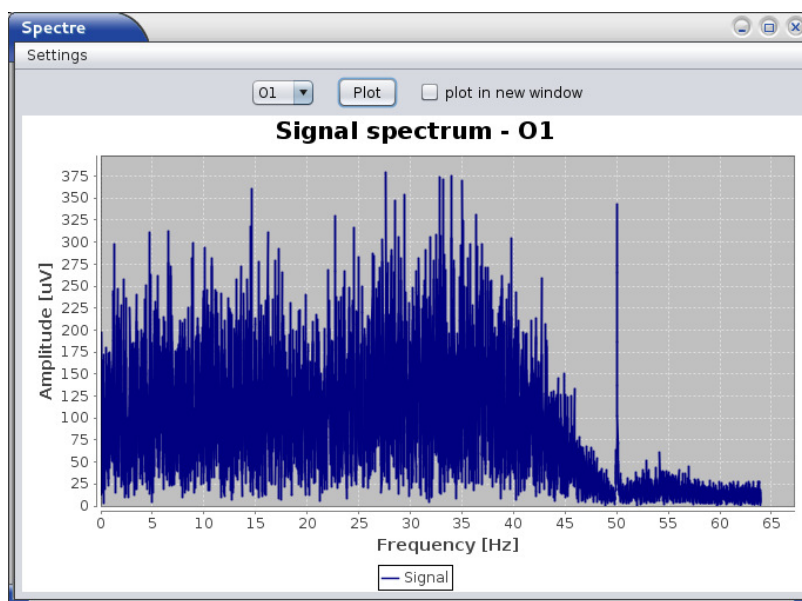 Spectre
Settings
O1 Plot plot in new window
Signal spectrum - O1
Amplitude [uV]
375
350
325
300
275
250
225
200
175
150
125
100
75
50
25
0
0 5 10 15 20 25 30 35 40 45 50 55 60 65
Frequency [Hz]
Signal